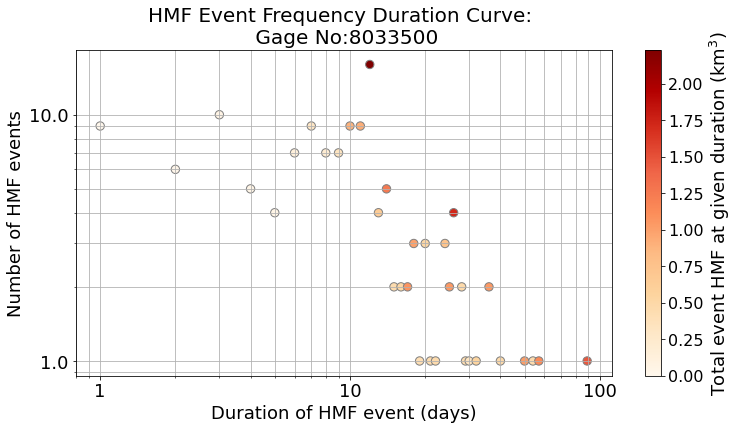 HMF Event Frequency Duration Curve:
Gage No:8033500
Number of HMF events
10.0
1.0
1
10
100
Duration of HMF event (days)
2.00
1.75
1.50
1.25
1.00
0.75
0.50
0.25
0.00
Total event HMF at given duration (km³)